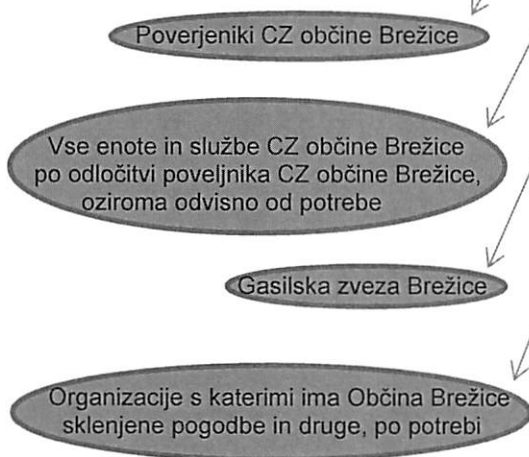 Poverjeniki CZ občine Brežice
Vse enote in službe CZ občine Brežice
po odločitvi poveljnika CZ občine Brežice,
oziroma odvisno od potrebe
Gasilska zveza Brežice
Organizacije s katerimi ima Občina Brežice
sklenjene pogodbe in druge, po potrebi